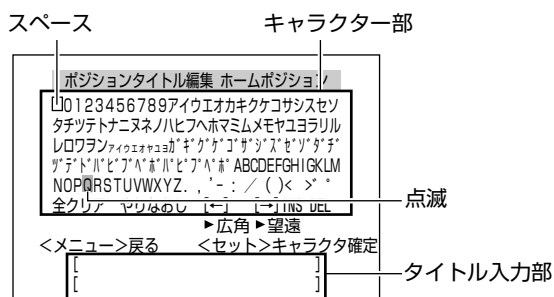 スペース
キャラクター部
ポジションタイトル編集 ホームポジション
␣0123456789アイウエオカキクケコサシスセソ
タチツテトナニヌネノハヒフヘホマミムメモヤユヨラリル
レロワヲンァィゥェォャュョガギグゲゴザジズゼゾダヂ
ヅデドバビブベボパピプペポABCDEFGHIGKLM
NOPQRSTUVWXYZ.,'-:/()< >゛゜
全クリア やりなおし [←] [→]INS DEL
点滅
►広角►望遠
<メニュー>戻る <セット>キャラクタ確定
[ ]
[ ]
タイトル入力部